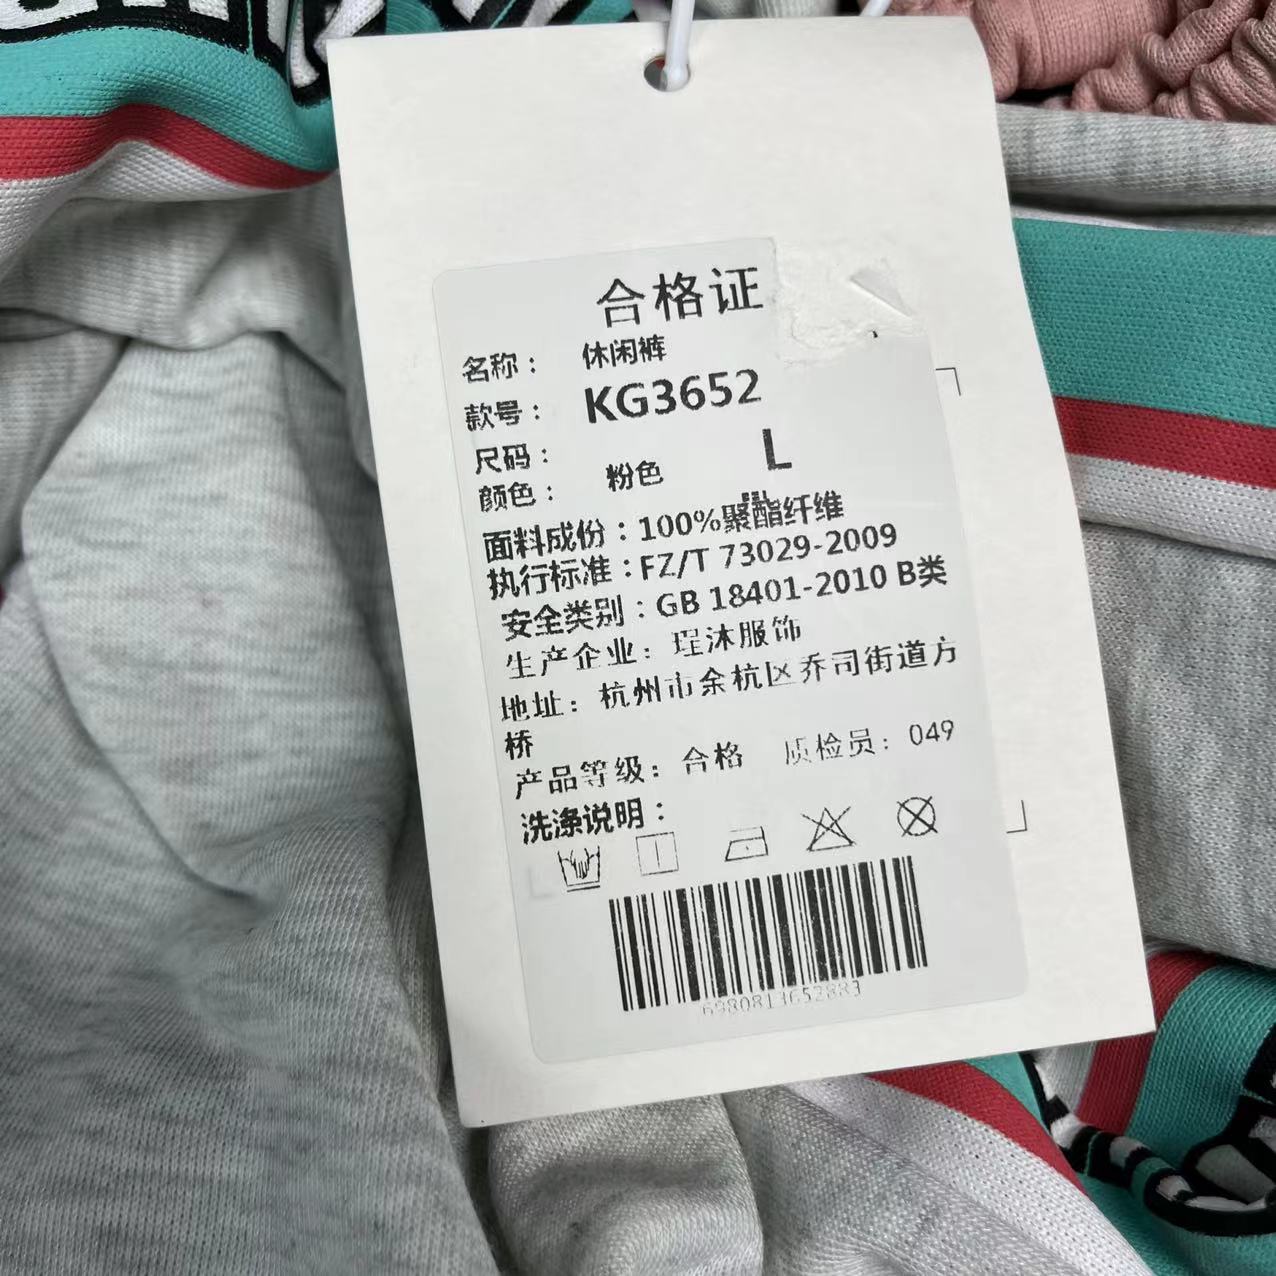 合格证
名称： 休闲裤
款号： KG3652
尺码： L
颜色： 粉色
面料成份：100%聚酯纤维
执行标准：FZ/T 73029-2009
安全类别：GB 18401-2010 B类
生产企业：珵沐服饰
地址：杭州市余杭区乔司街道方
桥
产品等级：合格 质检员：049
洗涤说明：
6980813652883